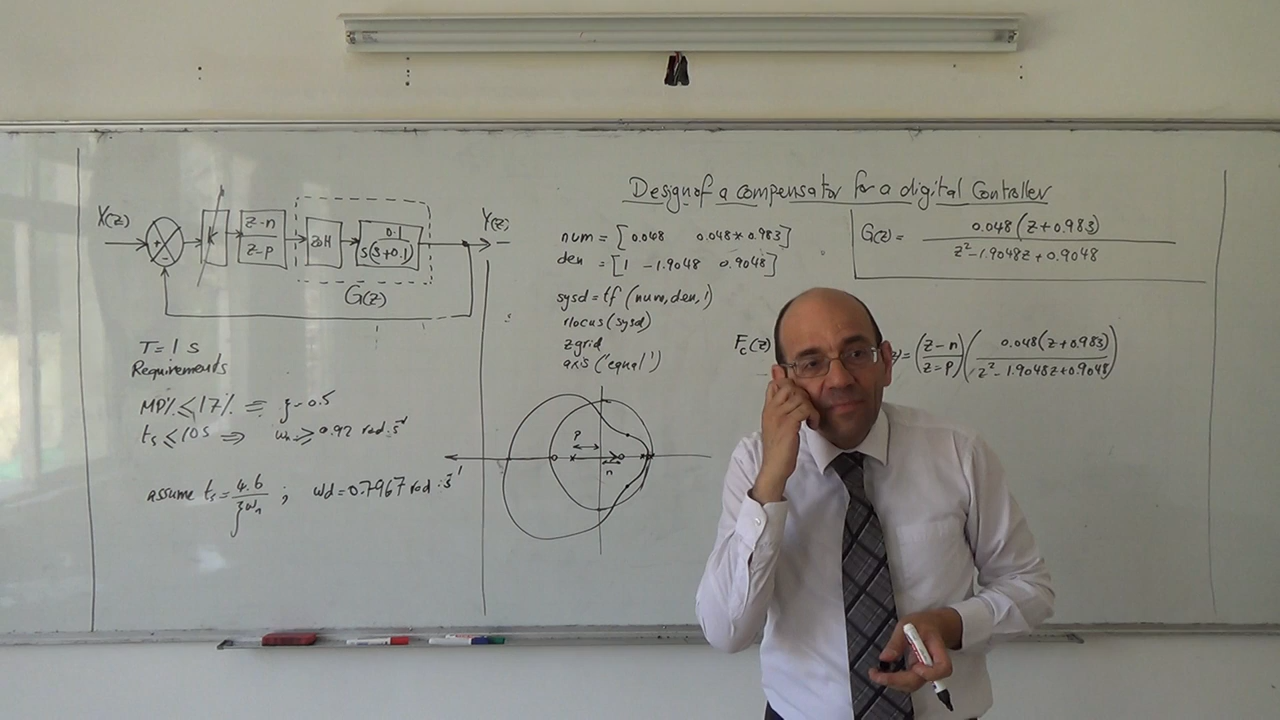 Design of a compensator for a digital Controller
X(z)
+
-
K
z-n
z-p
ZOH
0.1
s(s+0.1)
Y(z)
G(z)
T=1 s
Requirements
MP% ≤ 17% ≡ ξ=0.5
ts ≤ 10s ⇒ ωn ≥ 0.92 rad.s⁻¹
assume ts = 4.6 / ξωn ; ωd = 0.7967 rad.s⁻¹
num = [0.048 0.048*0.983]
den = [1 -1.9048 0.9048]
sysd = tf (num, den, 1)
rlocus (sysd)
zgrid
axis ('equal')
P
n
G(z) = 0.048 (z+0.983) / z²-1.9048z+0.9048
Fc(z)
z) = (z-n / z-p) (0.048 (z+0.983) / z²-1.9048z+0.9048)